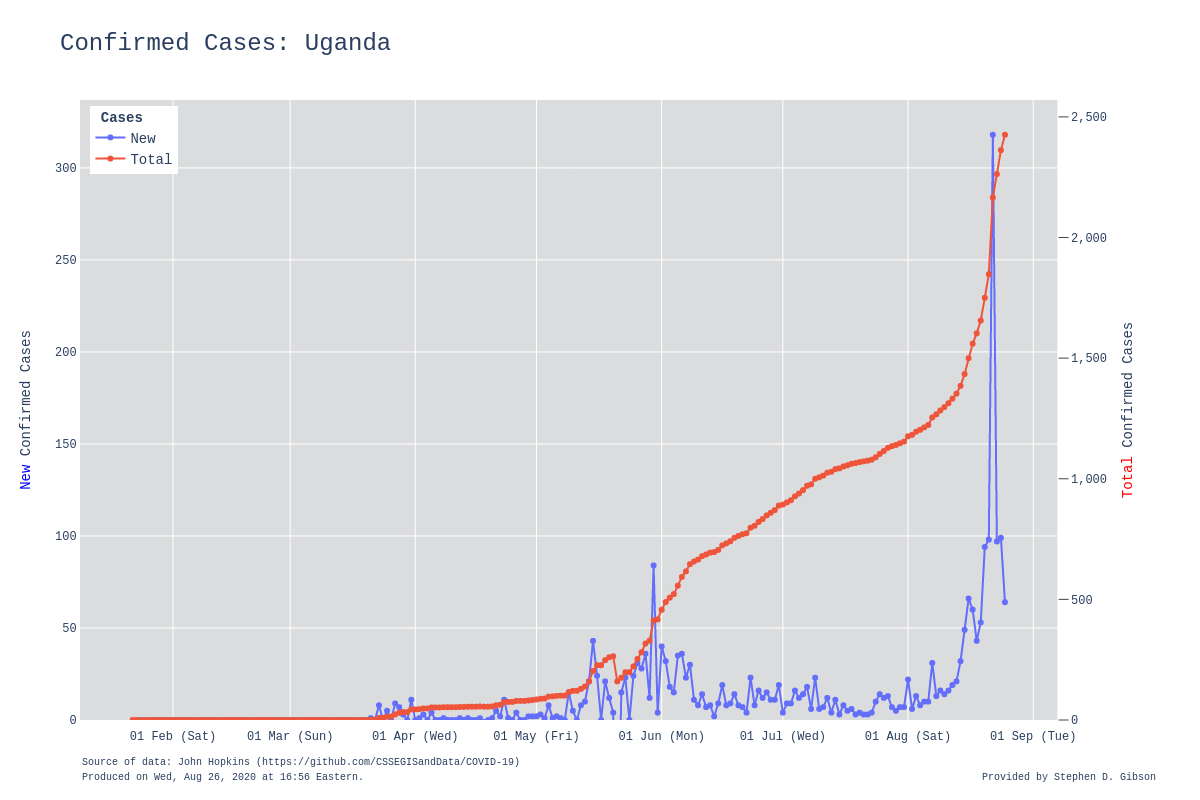 Confirmed Cases: Uganda
Cases
New
Total
300
250
200
150
100
50
0
2,500
2,000
1,500
1,000
500
0
New Confirmed Cases
Total Confirmed Cases
01 Feb (Sat) 01 Mar (Sun) 01 Apr (Wed) 01 May (Fri) 01 Jun (Mon) 01 Jul (Wed) 01 Aug (Sat) 01 Sep (Tue)
Source of data: John Hopkins (https://github.com/CSSEGISandData/COVID-19)
Produced on Wed, Aug 26, 2020 at 16:56 Eastern.
Provided by Stephen D. Gibson